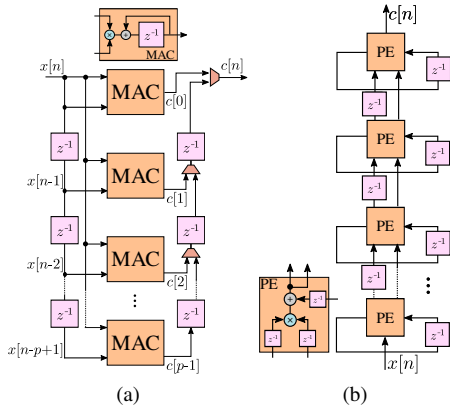 z⁻¹
MAC
x[n]
MAC
c[0]
c[n]
z⁻¹
z⁻¹
x[n-1]
MAC
c[1]
z⁻¹
z⁻¹
x[n-2]
MAC
c[2]
...
z⁻¹
z⁻¹
x[n-p+1]
MAC
c[p-1]
(a)
c[n]
PE
z⁻¹
z⁻¹
PE
z⁻¹
z⁻¹
PE
z⁻¹
...
PE
z⁻¹
x[n]
PE
z⁻¹
z⁻¹
z⁻¹
(b)